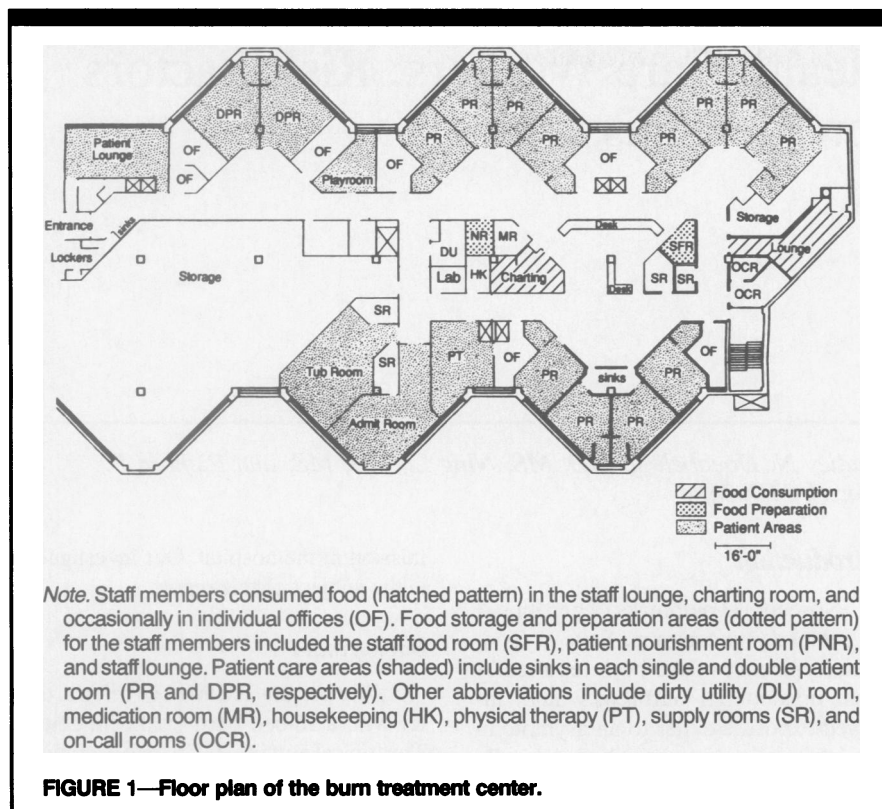 DPR
DPR
PR
PR
PR
PR
PR
PR
PR
PR
Patient
Lounge
OF
OF
OF
Playroom
OF
OF
Entrance
sinks
Lockers
Storage
NR
MR
DU
Lab
HK
Charting
Desk
Desk
SFR
SR
SR
Storage
Lounge
OCR
OCR
SR
SR
Tub Room
Admit Room
PT
OF
PR
sinks
PR
OF
PR
PR
Food Consumption
Food Preparation
Patient Areas
16'-0"
Note. Staff members consumed food (hatched pattern) in the staff lounge, charting room, and
occasionally in individual offices (OF). Food storage and preparation areas (dotted pattern)
for the staff members included the staff food room (SFR), patient nourishment room (PNR),
and staff lounge. Patient care areas (shaded) include sinks in each single and double patient
room (PR and DPR, respectively). Other abbreviations include dirty utility (DU) room,
medication room (MR), housekeeping (HK), physical therapy (PT), supply rooms (SR), and
on-call rooms (OCR).
FIGURE 1—Floor plan of the burn treatment center.